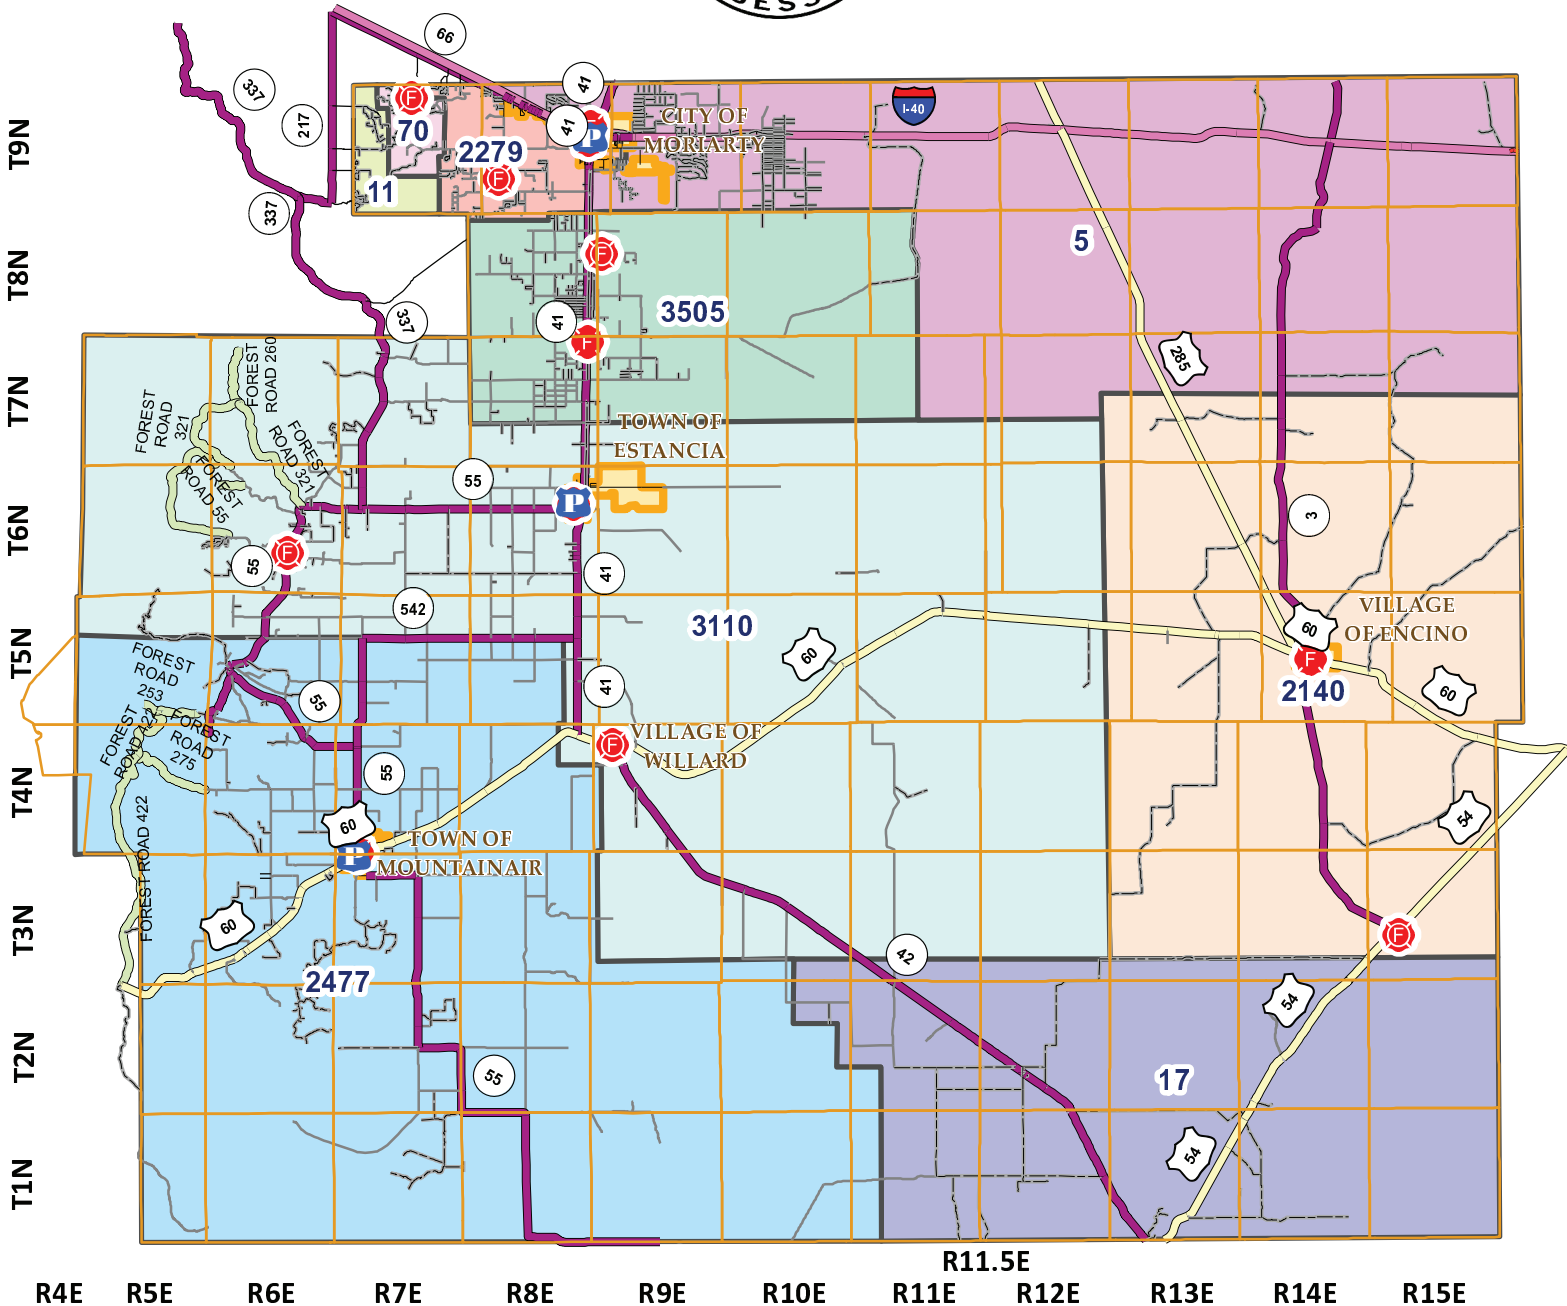 ESS
66
41
337
I-40
217
41
CITY OF
MORIARTY
70
2279
11
T9N
337
5
T8N
3505
337
41
285
FOREST
ROAD 260
FOREST
ROAD
321
T7N
TOWN OF
ESTANCIA
FOREST
ROAD 321
55
FOREST
ROAD 55
P
3
T6N
55
41
542
3110
VILLAGE
OF ENCINO
60
60
T5N
FOREST
ROAD
253
41
55
2140
60
FOREST
ROAD 422
FOREST
ROAD
275
VILLAGE OF
WILLARD
55
T4N
54
60
TOWN OF
MOUNTAINAIR
P
FOREST ROAD 422
60
T3N
42
2477
54
T2N
55
17
54
T1N
R11.5E
R4E R5E R6E R7E R8E R9E R10E R11E R12E R13E R14E R15E